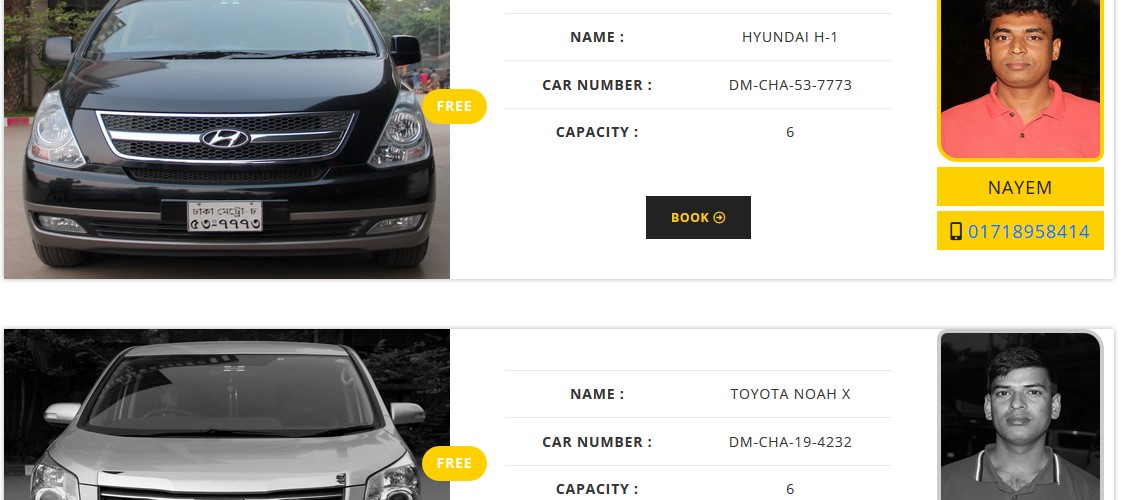 NAME : HYUNDAI H-1
CAR NUMBER : DM-CHA-53-7773
FREE
CAPACITY : 6
ঢাকা মেট্রো-চ
৫৩-৭৭৭৩
BOOK
NAYEM
01718958414
NAME : TOYOTA NOAH X
CAR NUMBER : DM-CHA-19-4232
FREE
CAPACITY : 6